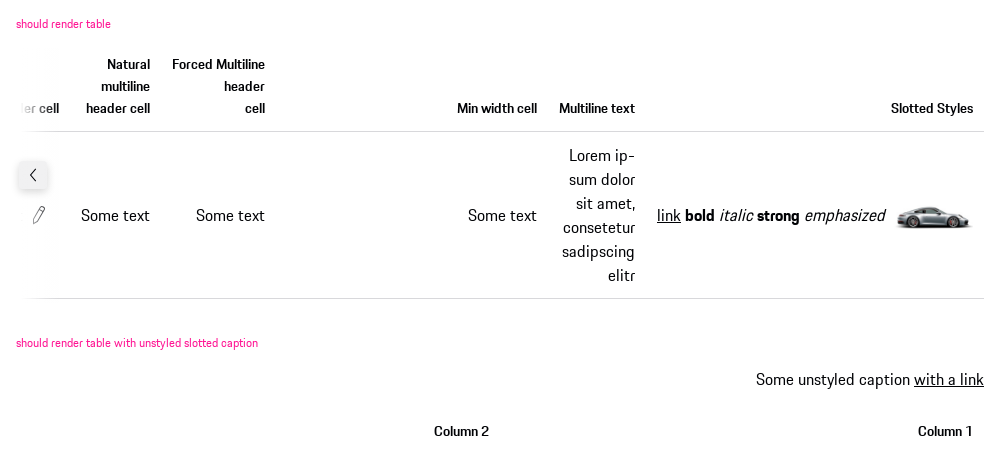 should render table
Natural
multiline
header cell
Forced Multiline
header
cell
cell
Min width cell
Multiline text
Slotted Styles
Some text
Some text
Some text
Lorem ip-
sum dolor
sit amet,
consetetur
sadipscing
elitr
link bold italic strong emphasized
should render table with unstyled slotted caption
Some unstyled caption with a link
Column 2
Column 1